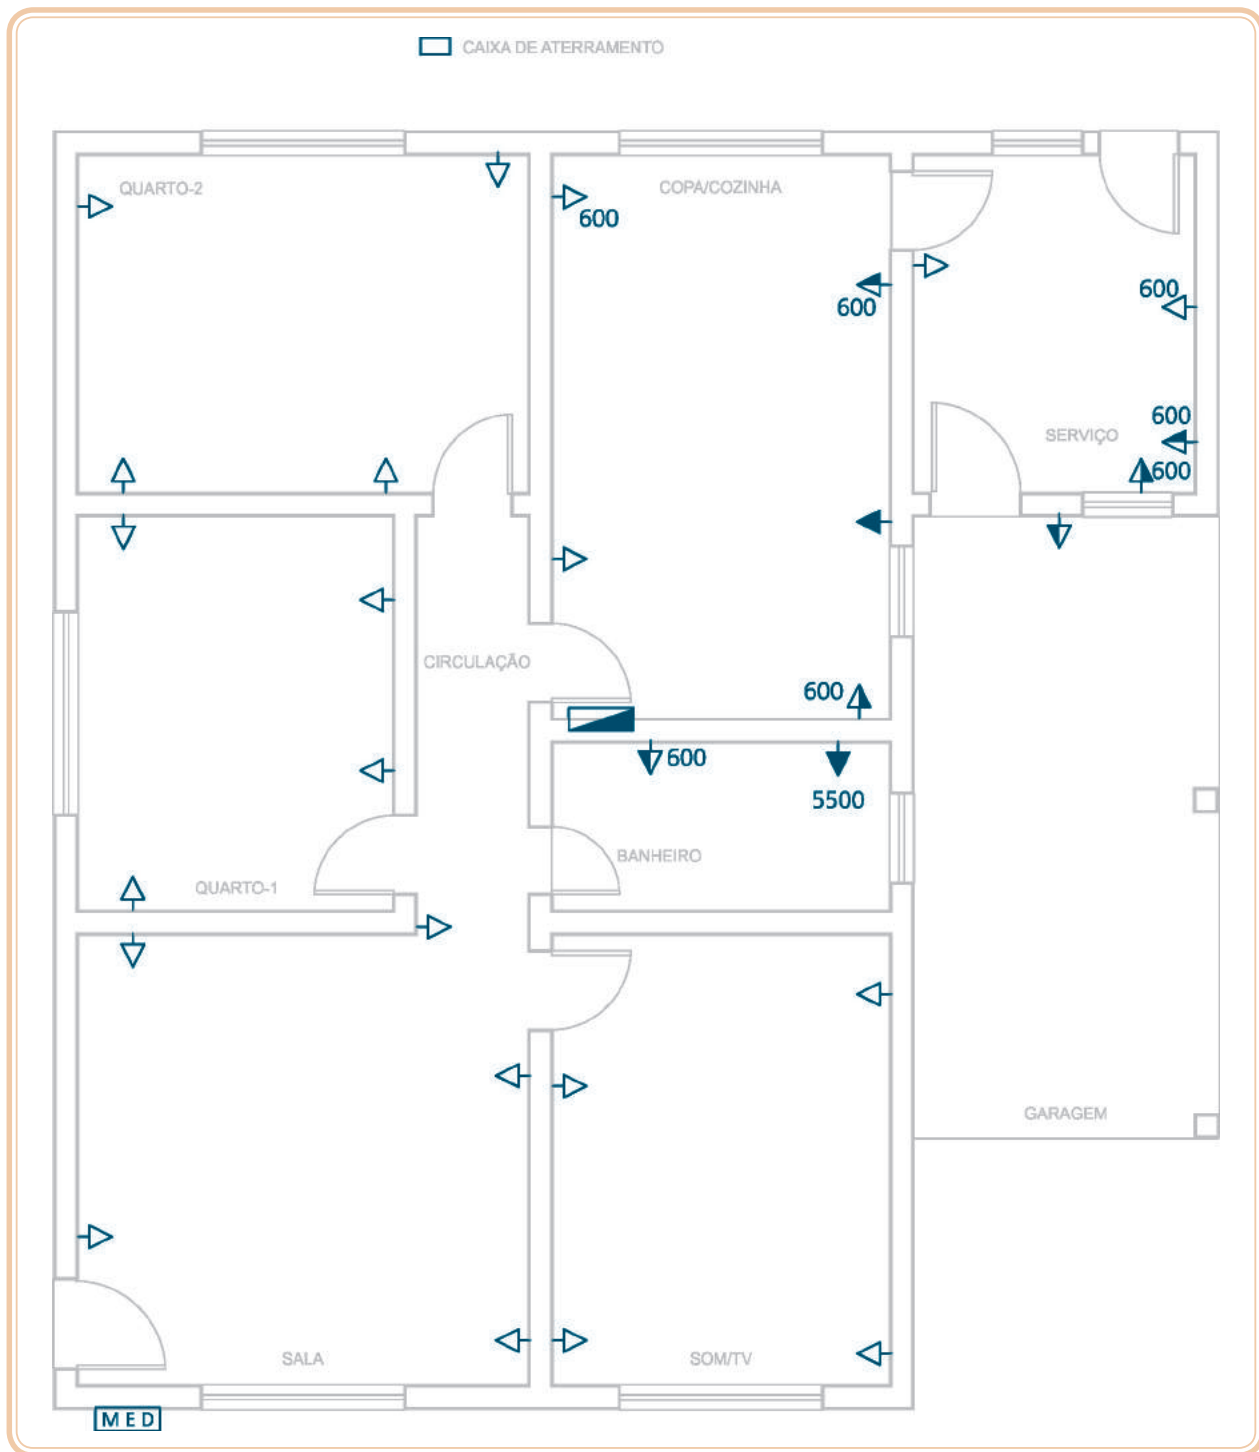 CAIXA DE ATERRAMENTO
QUARTO-2
COPA/COZINHA
600
600
600
600
SERVIÇO
600
CIRCULAÇÃO
600
600
5500
BANHEIRO
QUARTO-1
GARAGEM
SALA
SOM/TV
MED